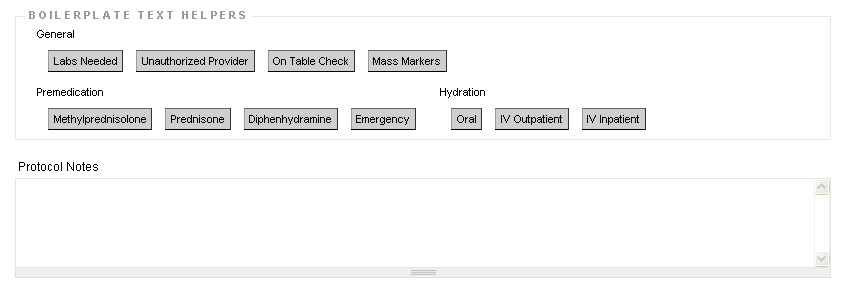 BOILERPLATE TEXT HELPERS
General
Labs Needed Unauthorized Provider On Table Check Mass Markers
Premedication Hydration
Methylprednisolone Prednisone Diphenhydramine Emergency Oral IV Outpatient IV Inpatient
Protocol Notes